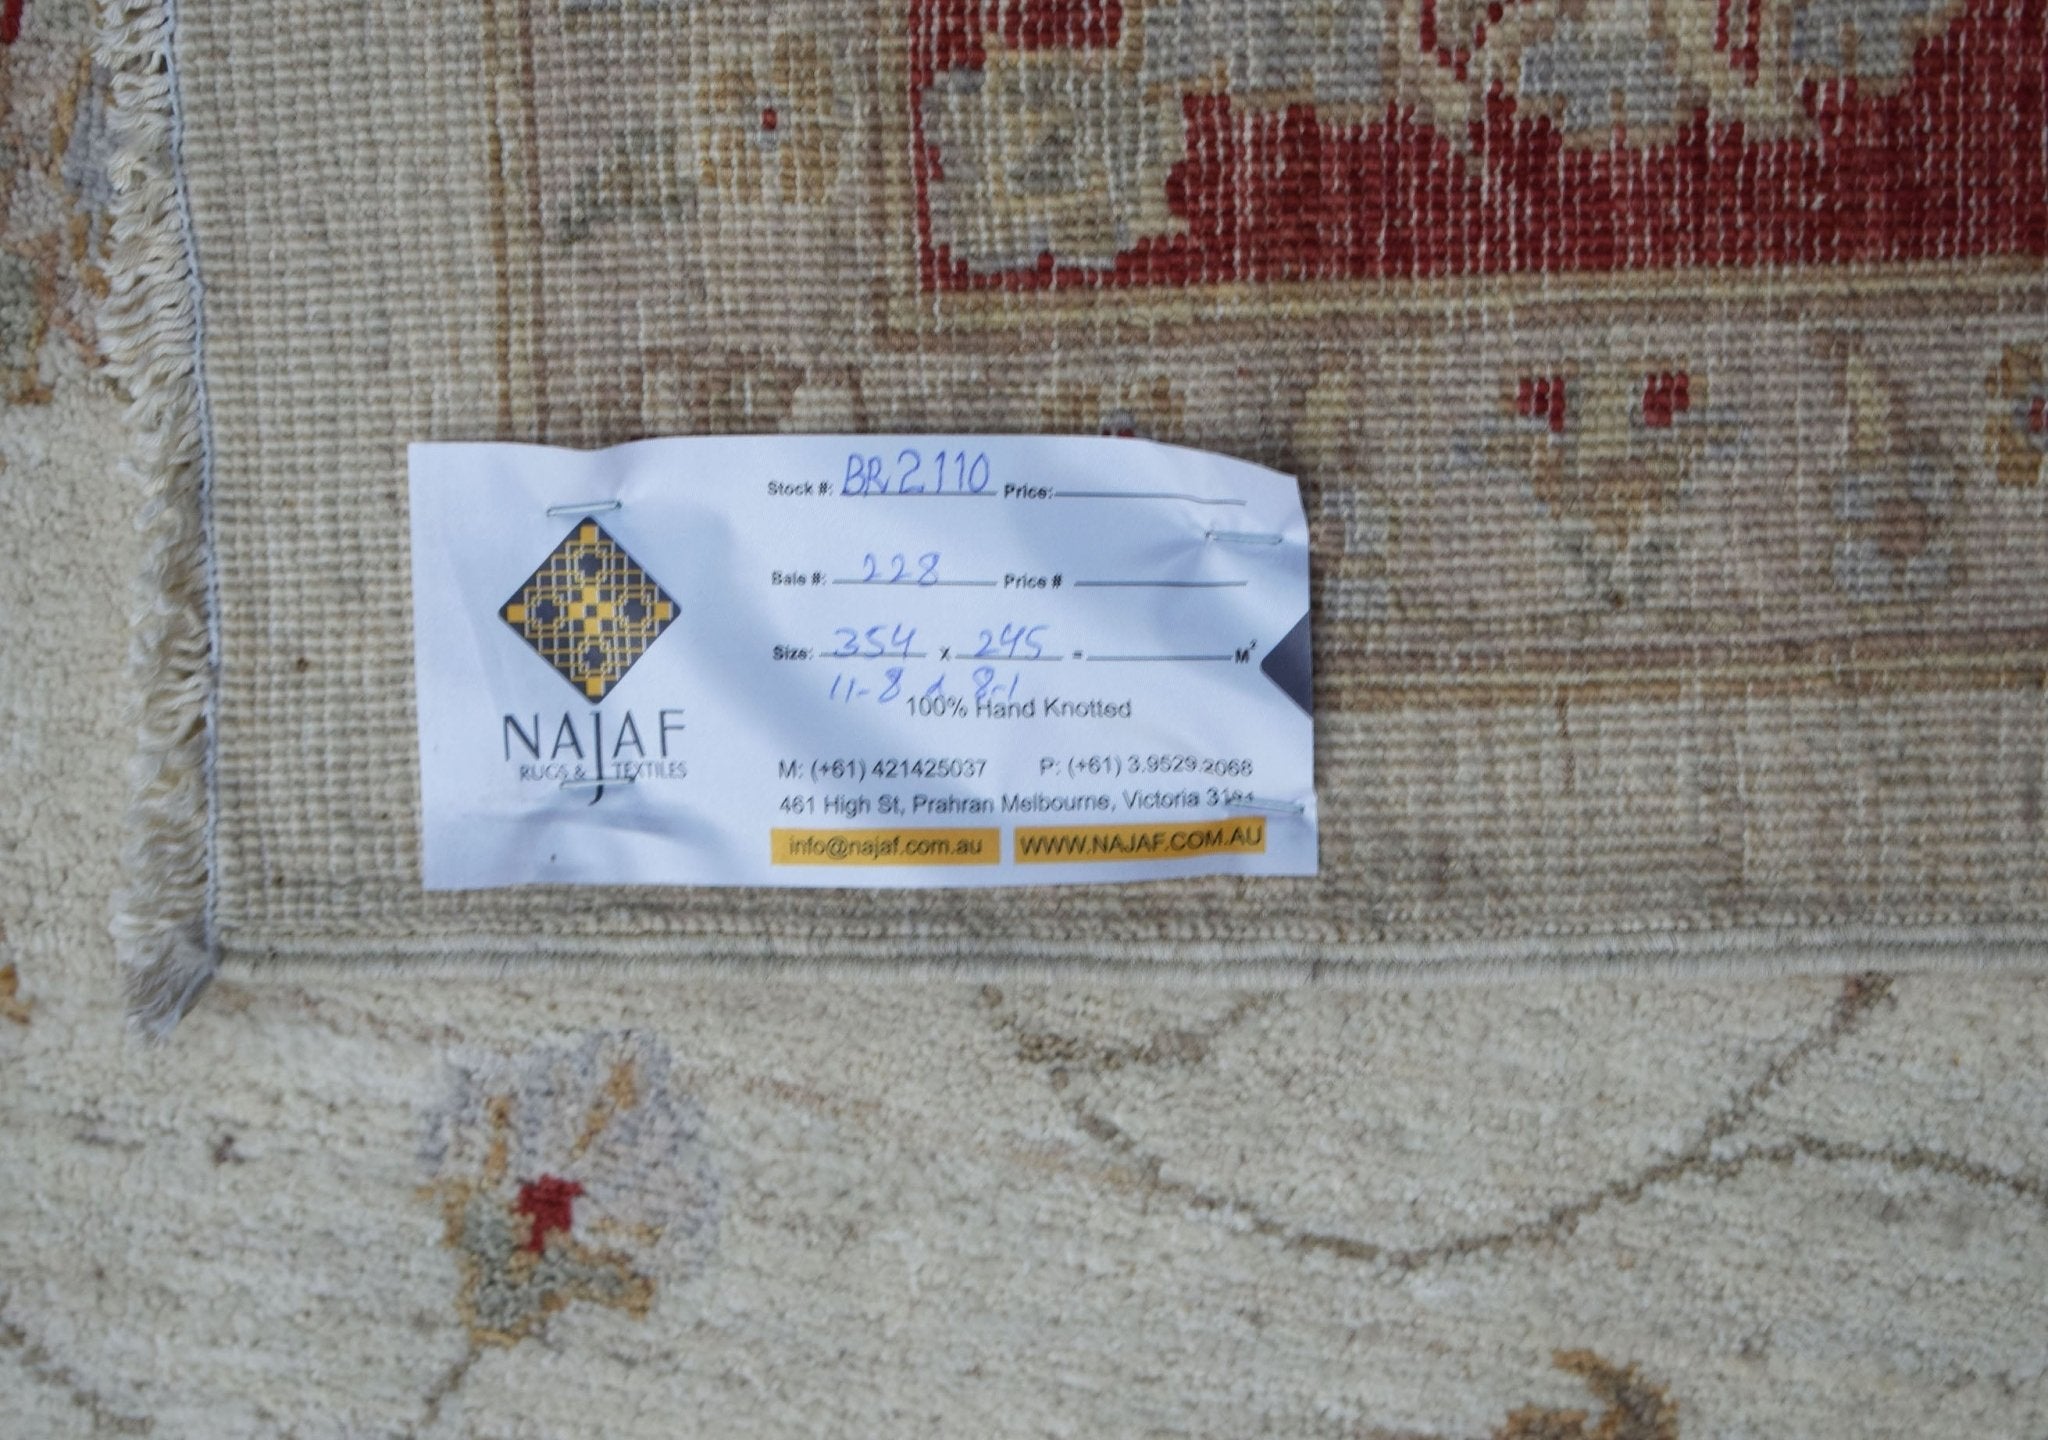 Stock #: BR2110 Price:
Bale #: 228 Price #
Size: 354 x 245 = M²
11-8 x 8-1
100% Hand Knotted
NAJAF
RUGS & TEXTILES
M: (+61) 421425037 P: (+61) 3.9529.2068
461 High St, Prahran Melbourne, Victoria
info@najaf.com.au WWW.NAJAF.COM.AU